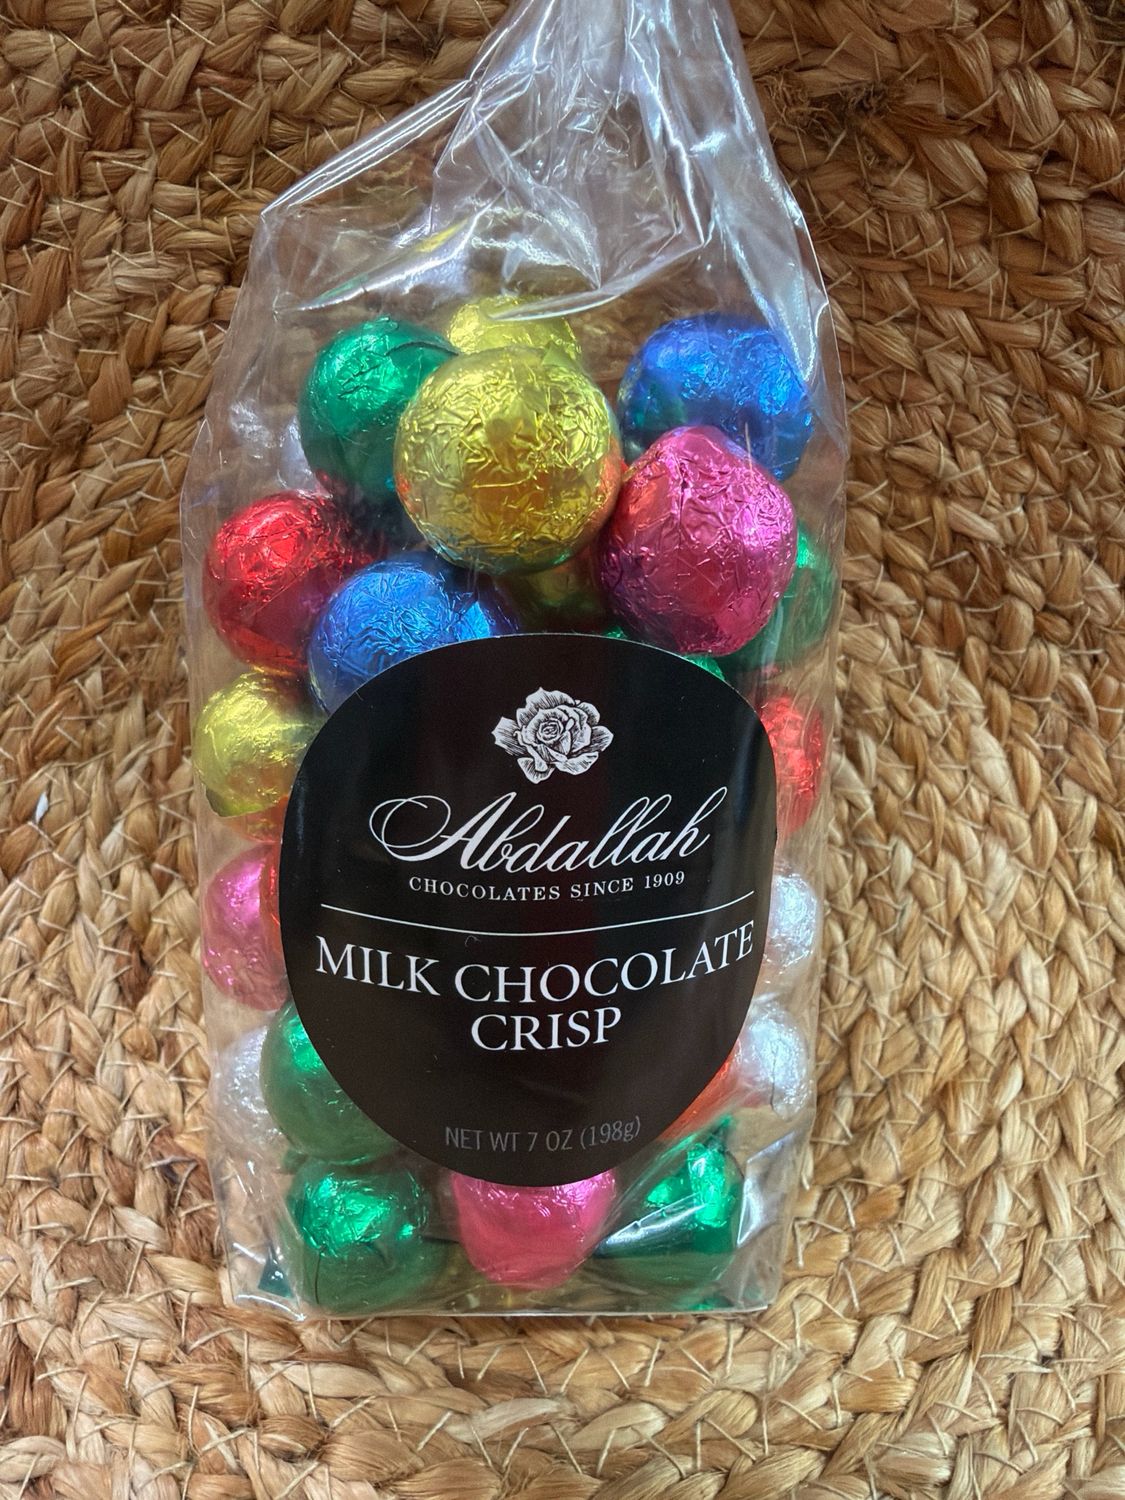 Abdallah
CHOCOLATES SINCE 1909
MILK CHOCOLATE
CRISP
NET WT 7 OZ (198g)